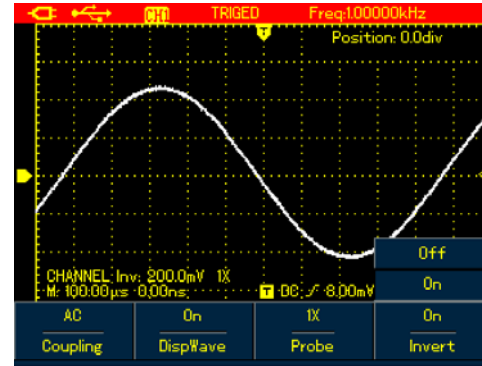 CH1 TRIGED Freq:1.00000kHz
T
Position: 0.0div
Off
CHANNEL Inv: 200.0mV 1X
On
M: 100.00µs 0.00ns
T DC: 8.00mV
AC On 1X On
Coupling DispWave Probe Invert